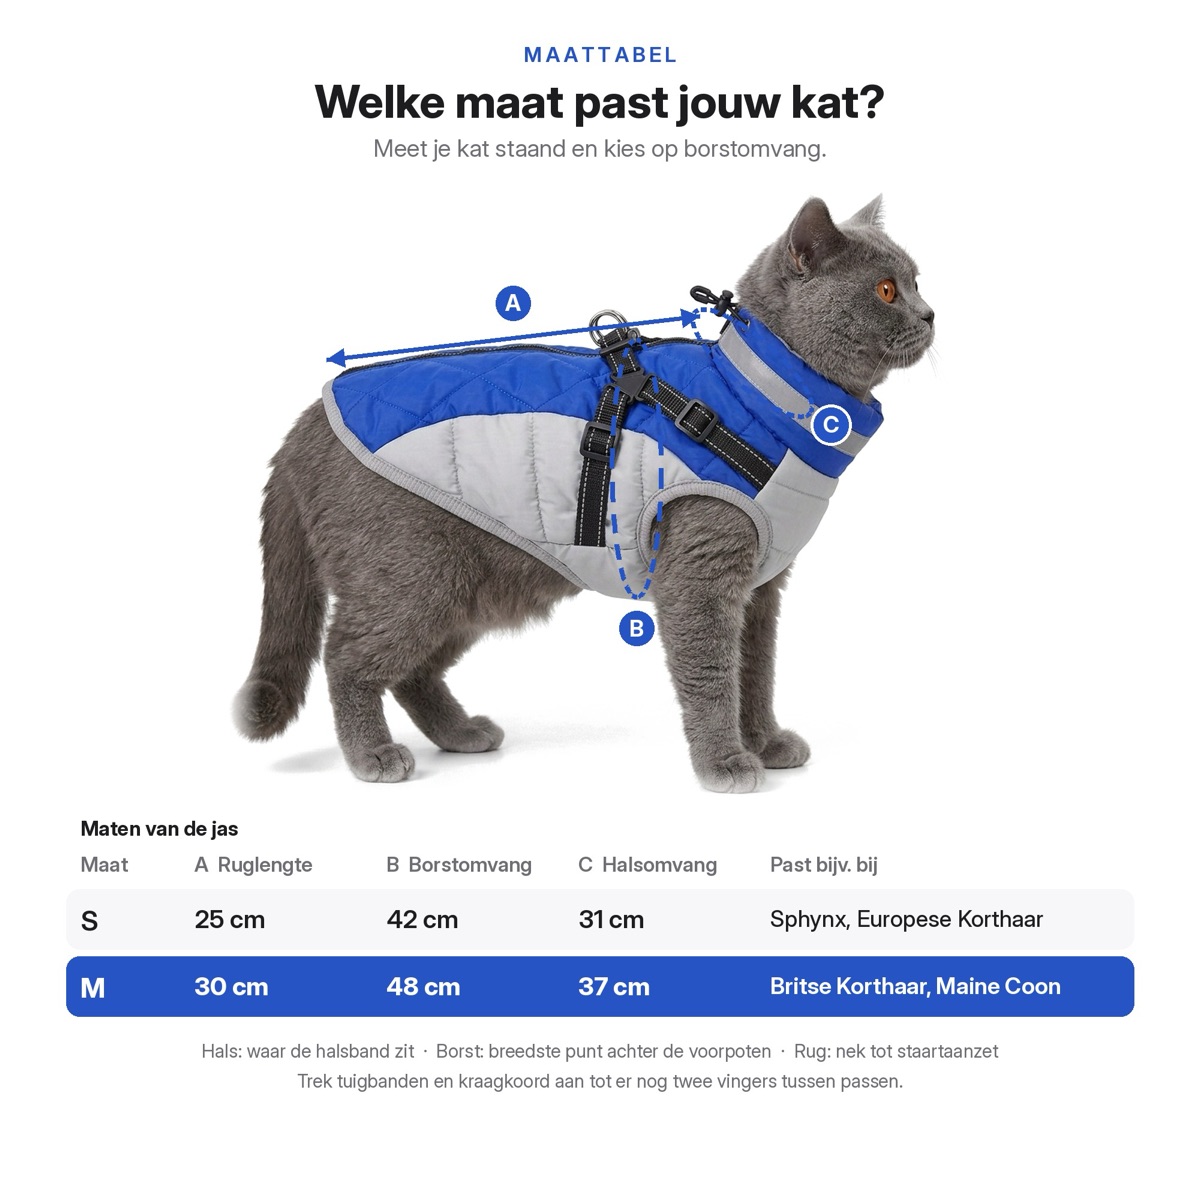 MAATTABEL
Welke maat past jouw kat?
Meet je kat staand en kies op borstomvang.
A
C
B
Maten van de jas
Maat A Ruglengte B Borstomvang C Halsomvang Past bijv. bij
S 25 cm 42 cm 31 cm Sphynx, Europese Korthaar
M 30 cm 48 cm 37 cm Britse Korthaar, Maine Coon
Hals: waar de halsband zit · Borst: breedste punt achter de voorpoten · Rug: nek tot staartaanzet
Trek tuigbanden en kraagkoord aan tot er nog twee vingers tussen passen.